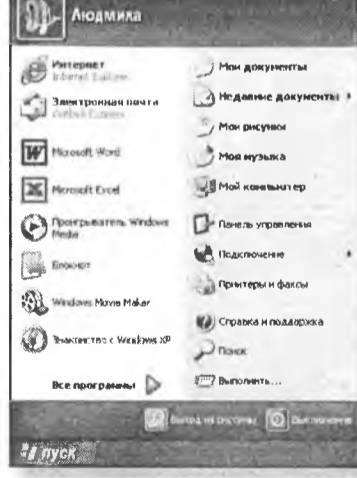 Людмила
Интернет
Internet Explorer
Электронная почта
Outlook Express
Microsoft Word
Microsoft Excel
Проигрыватель Windows
Media
Блокнот
Windows Movie Maker
Знакомство с Windows XP
Все программы
Мои документы
Недавние документы
Мои рисунки
Моя музыка
Мой компьютер
Панель управления
Подключение
Принтеры и факсы
Справка и поддержка
Поиск
Выполнить...
Выход из системы
Выключение
пуск